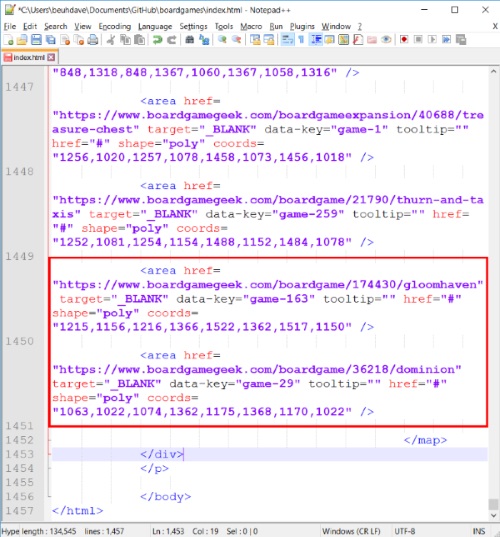 *C:\Users\beuhdave\Documents\GitHub\boardgames\index.html - Notepad++
File Edit Search View Encoding Language Settings Tools Macro Run Plugins Window ? X
index.html
"848,1318,848,1367,1060,1367,1058,1316" />
1447
<area href=
"https://www.boardgamegeek.com/boardgameexpansion/40688/tre
asure-chest" target="_BLANK" data-key="game-1" tooltip=""
href="#" shape="poly" coords=
"1256,1020,1257,1078,1458,1073,1456,1018" />
1448
<area href=
"https://www.boardgamegeek.com/boardgame/21790/thurn-and-ta
xis" target="_BLANK" data-key="game-259" tooltip="" href=
"#" shape="poly" coords=
"1252,1081,1254,1154,1488,1152,1484,1078" />
1449
<area href=
"https://www.boardgamegeek.com/boardgame/174430/gloomhaven"
target="_BLANK" data-key="game-163" tooltip="" href="#"
shape="poly" coords=
"1215,1156,1216,1366,1522,1362,1517,1150" />
1450
<area href=
"https://www.boardgamegeek.com/boardgame/36218/dominion"
target="_BLANK" data-key="game-29" tooltip="" href="#"
shape="poly" coords=
"1063,1022,1074,1362,1175,1368,1170,1022" />
1451
1452 </map>
1453 </div>
1454 </p>
1455
1456 </body>
1457 </html>
Hype length : 134,545 lines : 1,457 Ln : 1,453 Col : 19 Sel : 0 | 0 Windows (CR LF) UTF-8 INS